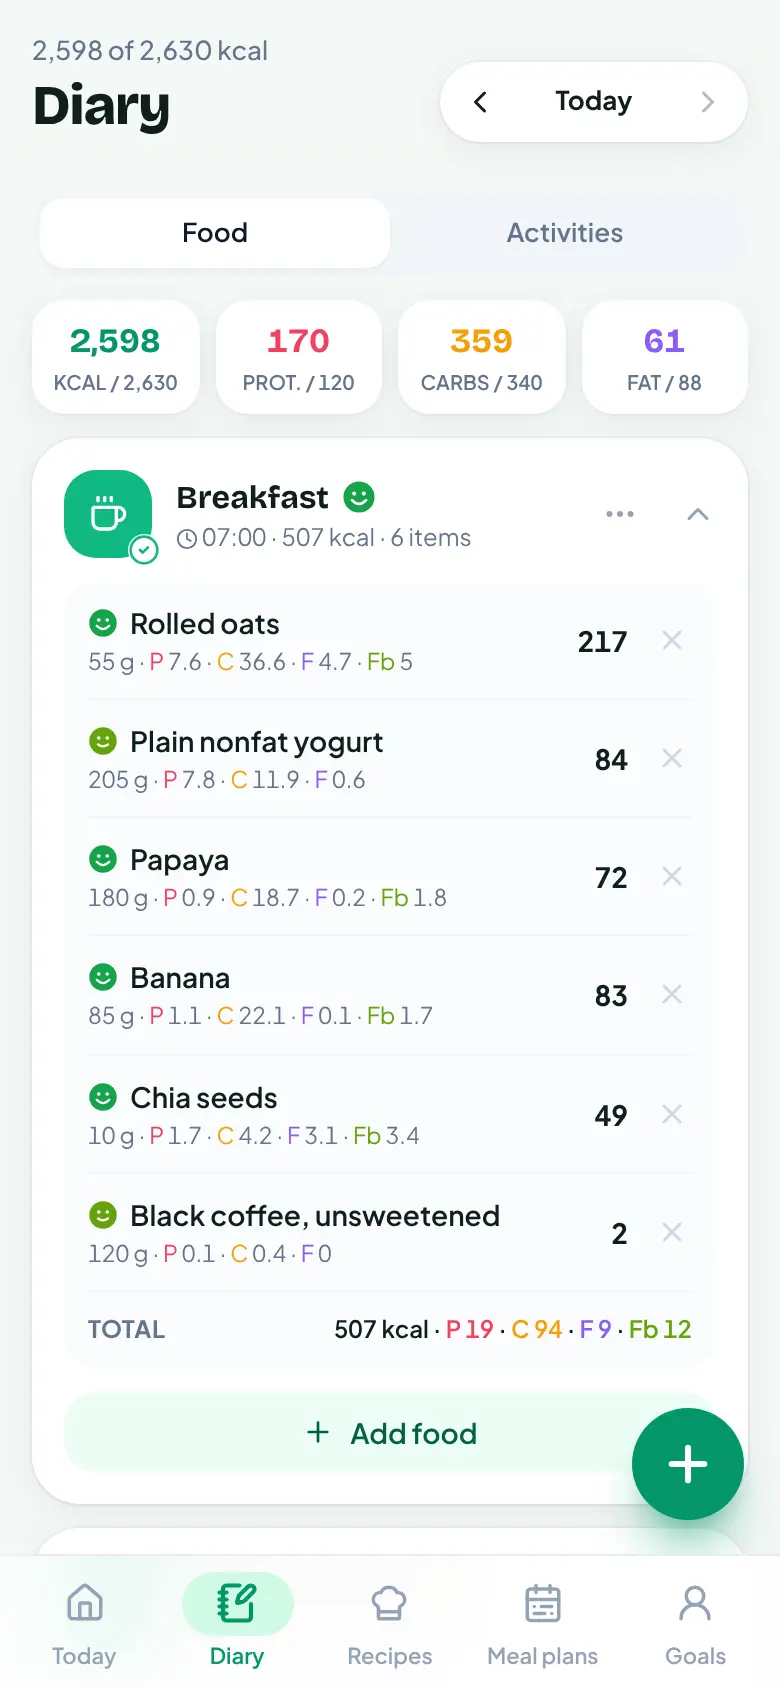 2,598 of 2,630 kcal
Diary
Today
Food
Activities
2,598
KCAL / 2,630
170
PROT. / 120
359
CARBS / 340
61
FAT / 88
Breakfast
07:00 · 507 kcal · 6 items
Rolled oats
55 g · P 7.6 · C 36.6 · F 4.7 · Fb 5
217
Plain nonfat yogurt
205 g · P 7.8 · C 11.9 · F 0.6
84
Papaya
180 g · P 0.9 · C 18.7 · F 0.2 · Fb 1.8
72
Banana
85 g · P 1.1 · C 22.1 · F 0.1 · Fb 1.7
83
Chia seeds
10 g · P 1.7 · C 4.2 · F 3.1 · Fb 3.4
49
Black coffee, unsweetened
120 g · P 0.1 · C 0.4 · F 0
2
TOTAL
507 kcal · P 19 · C 94 · F 9 · Fb 12
Add food
Today
Diary
Recipes
Meal plans
Goals